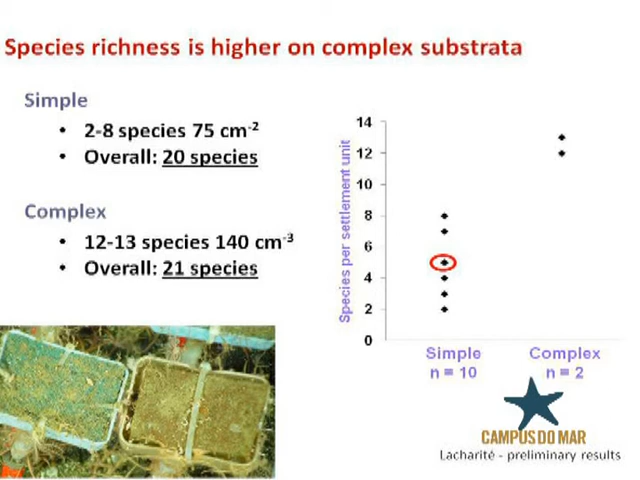 Species richness is higher on complex substrata
Simple
• 2-8 species 75 cm-2
• Overall: 20 species
Complex
• 12-13 species 140 cm-3
• Overall: 21 species
Species per settlement unit
14
12
10
8
6
4
2
0
Simple
n = 10
Complex
n = 2
CAMPUS DO MAR
Lacharité - preliminary results